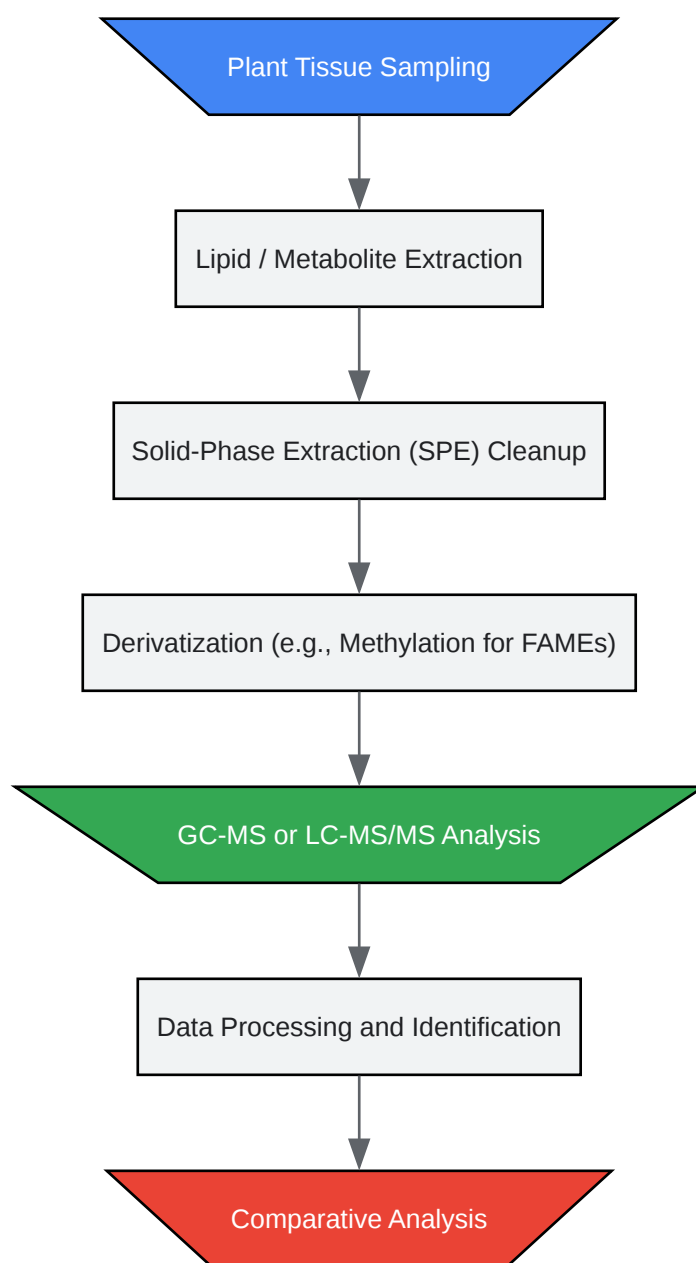 Plant Tissue Sampling
Lipid / Metabolite Extraction
Solid-Phase Extraction (SPE) Cleanup
Derivatization (e.g., Methylation for FAMEs)
GC-MS or LC-MS/MS Analysis
Data Processing and Identification
Comparative Analysis